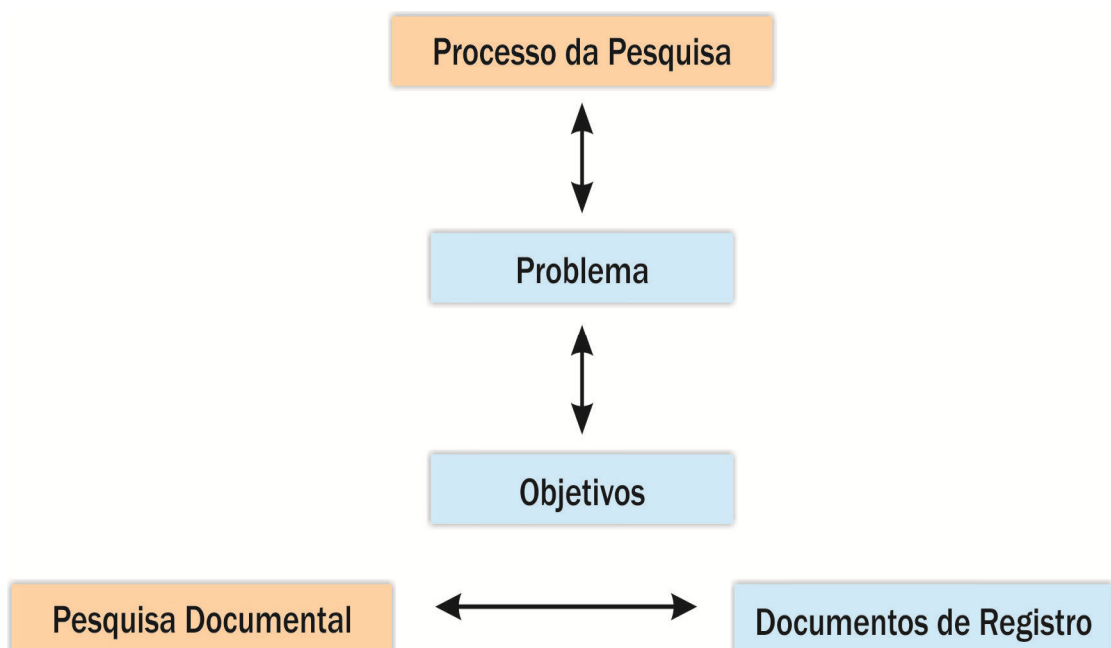 Processo da Pesquisa
Problema
Objetivos
Pesquisa Documental
Documentos de Registro